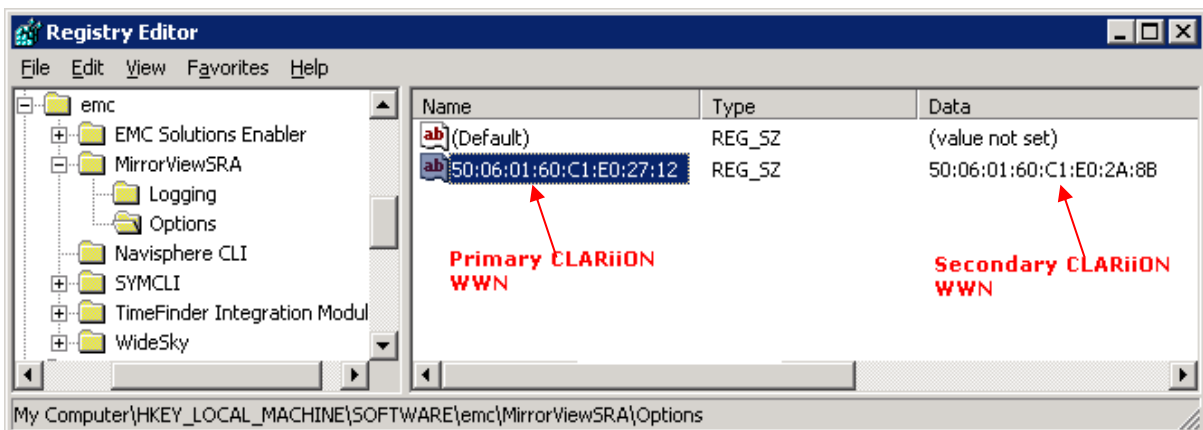 Registry Editor
File Edit View Favorites Help
emc
EMC Solutions Enabler
MirrorViewSRA
Logging
Options
Navisphere CLI
SYMCLI
TimeFinder Integration Modul
WideSky
Name Type Data
ab (Default) REG_SZ (value not set)
ab 50:06:01:60:C1:E0:27:12 REG_SZ 50:06:01:60:C1:E0:2A:8B
Primary CLARiiON
WWN
Secondary CLARiiON
WWN
My Computer\HKEY_LOCAL_MACHINE\SOFTWARE\emc\MirrorViewSRA\Options